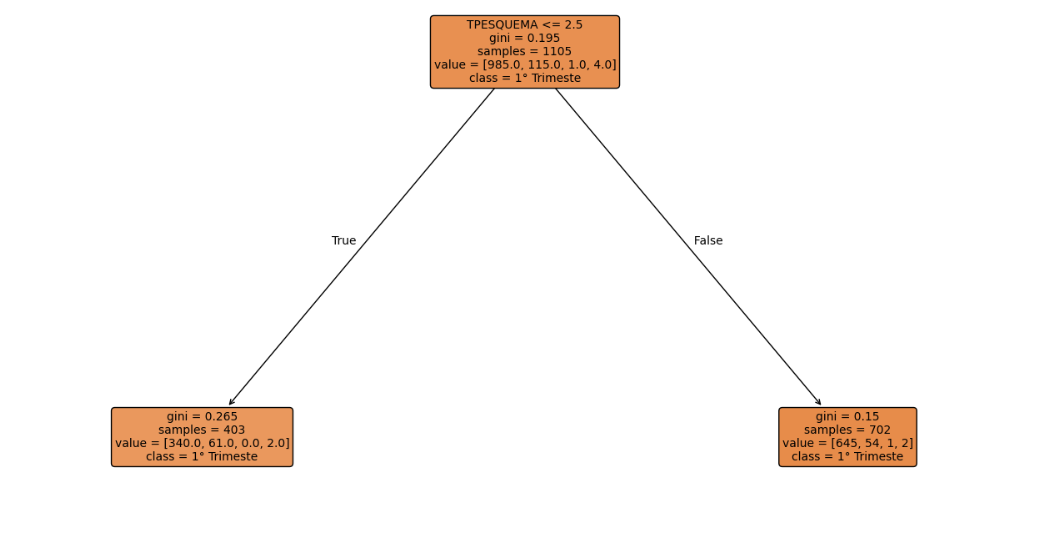 TPESQUEMA <= 2.5
gini = 0.195
samples = 1105
value = [985.0, 115.0, 1.0, 4.0]
class = 1° Trimeste
True
False
gini = 0.265
samples = 403
value = [340.0, 61.0, 0.0, 2.0]
class = 1° Trimeste
gini = 0.15
samples = 702
value = [645, 54, 1, 2]
class = 1° Trimeste